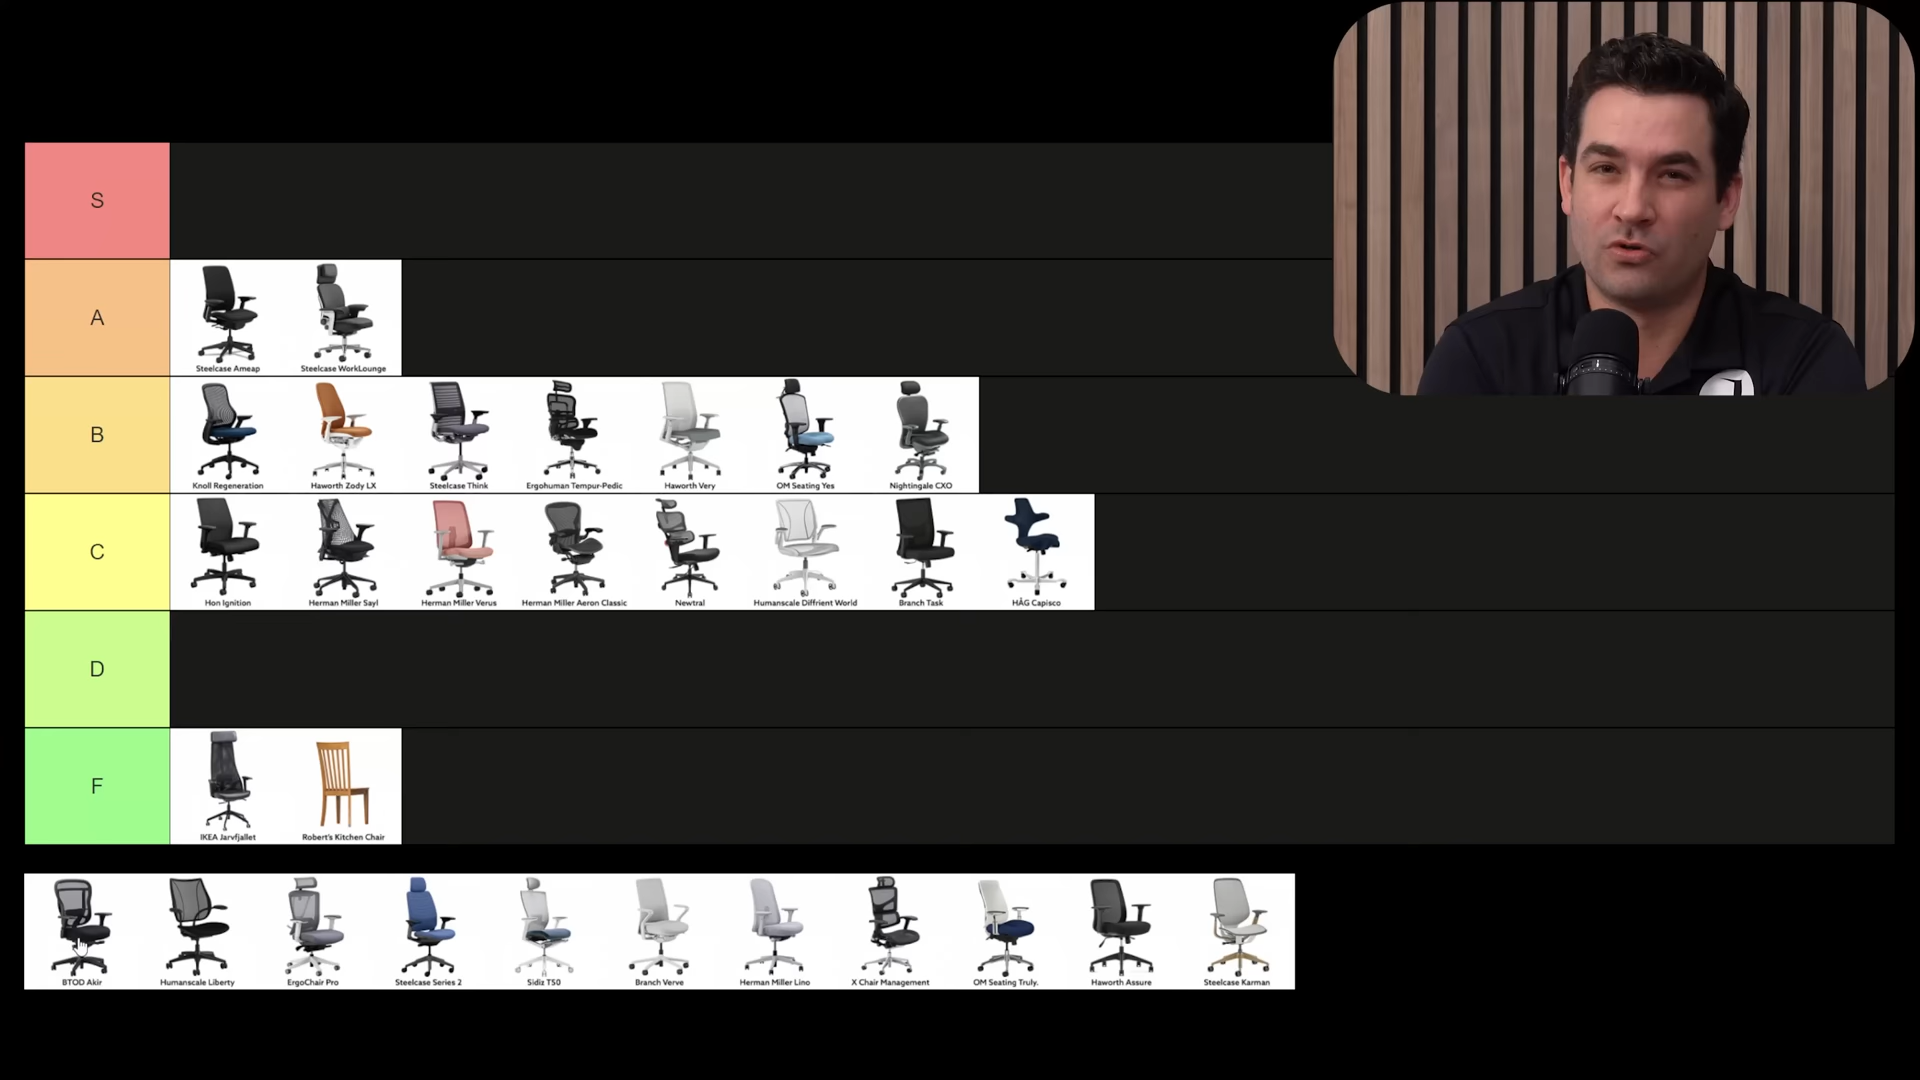 S
A
Steelcase Ameap
Steelcase WorkLounge
B
Knoll Regeneration
Haworth Zody LX
Steelcase Think
Ergohuman Tempur-Pedic
Haworth Very
OM Seating Yes
Nightingale CXO
C
Hon Ignition
Herman Miller Sayl
Herman Miller Verus
Herman Miller Aeron Classic
Newtral
Humanscale Diffrient World
Branch Task
HÅG Capisco
D
F
IKEA Jarvfjallet
Robert's Kitchen Chair
BTOD Akir
Humanscale Liberty
ErgoChair Pro
Steelcase Series 2
Sidiz T50
Branch Verve
Herman Miller Lino
X Chair Management
OM Seating Truly.
Haworth Assure
Steelcase Karman